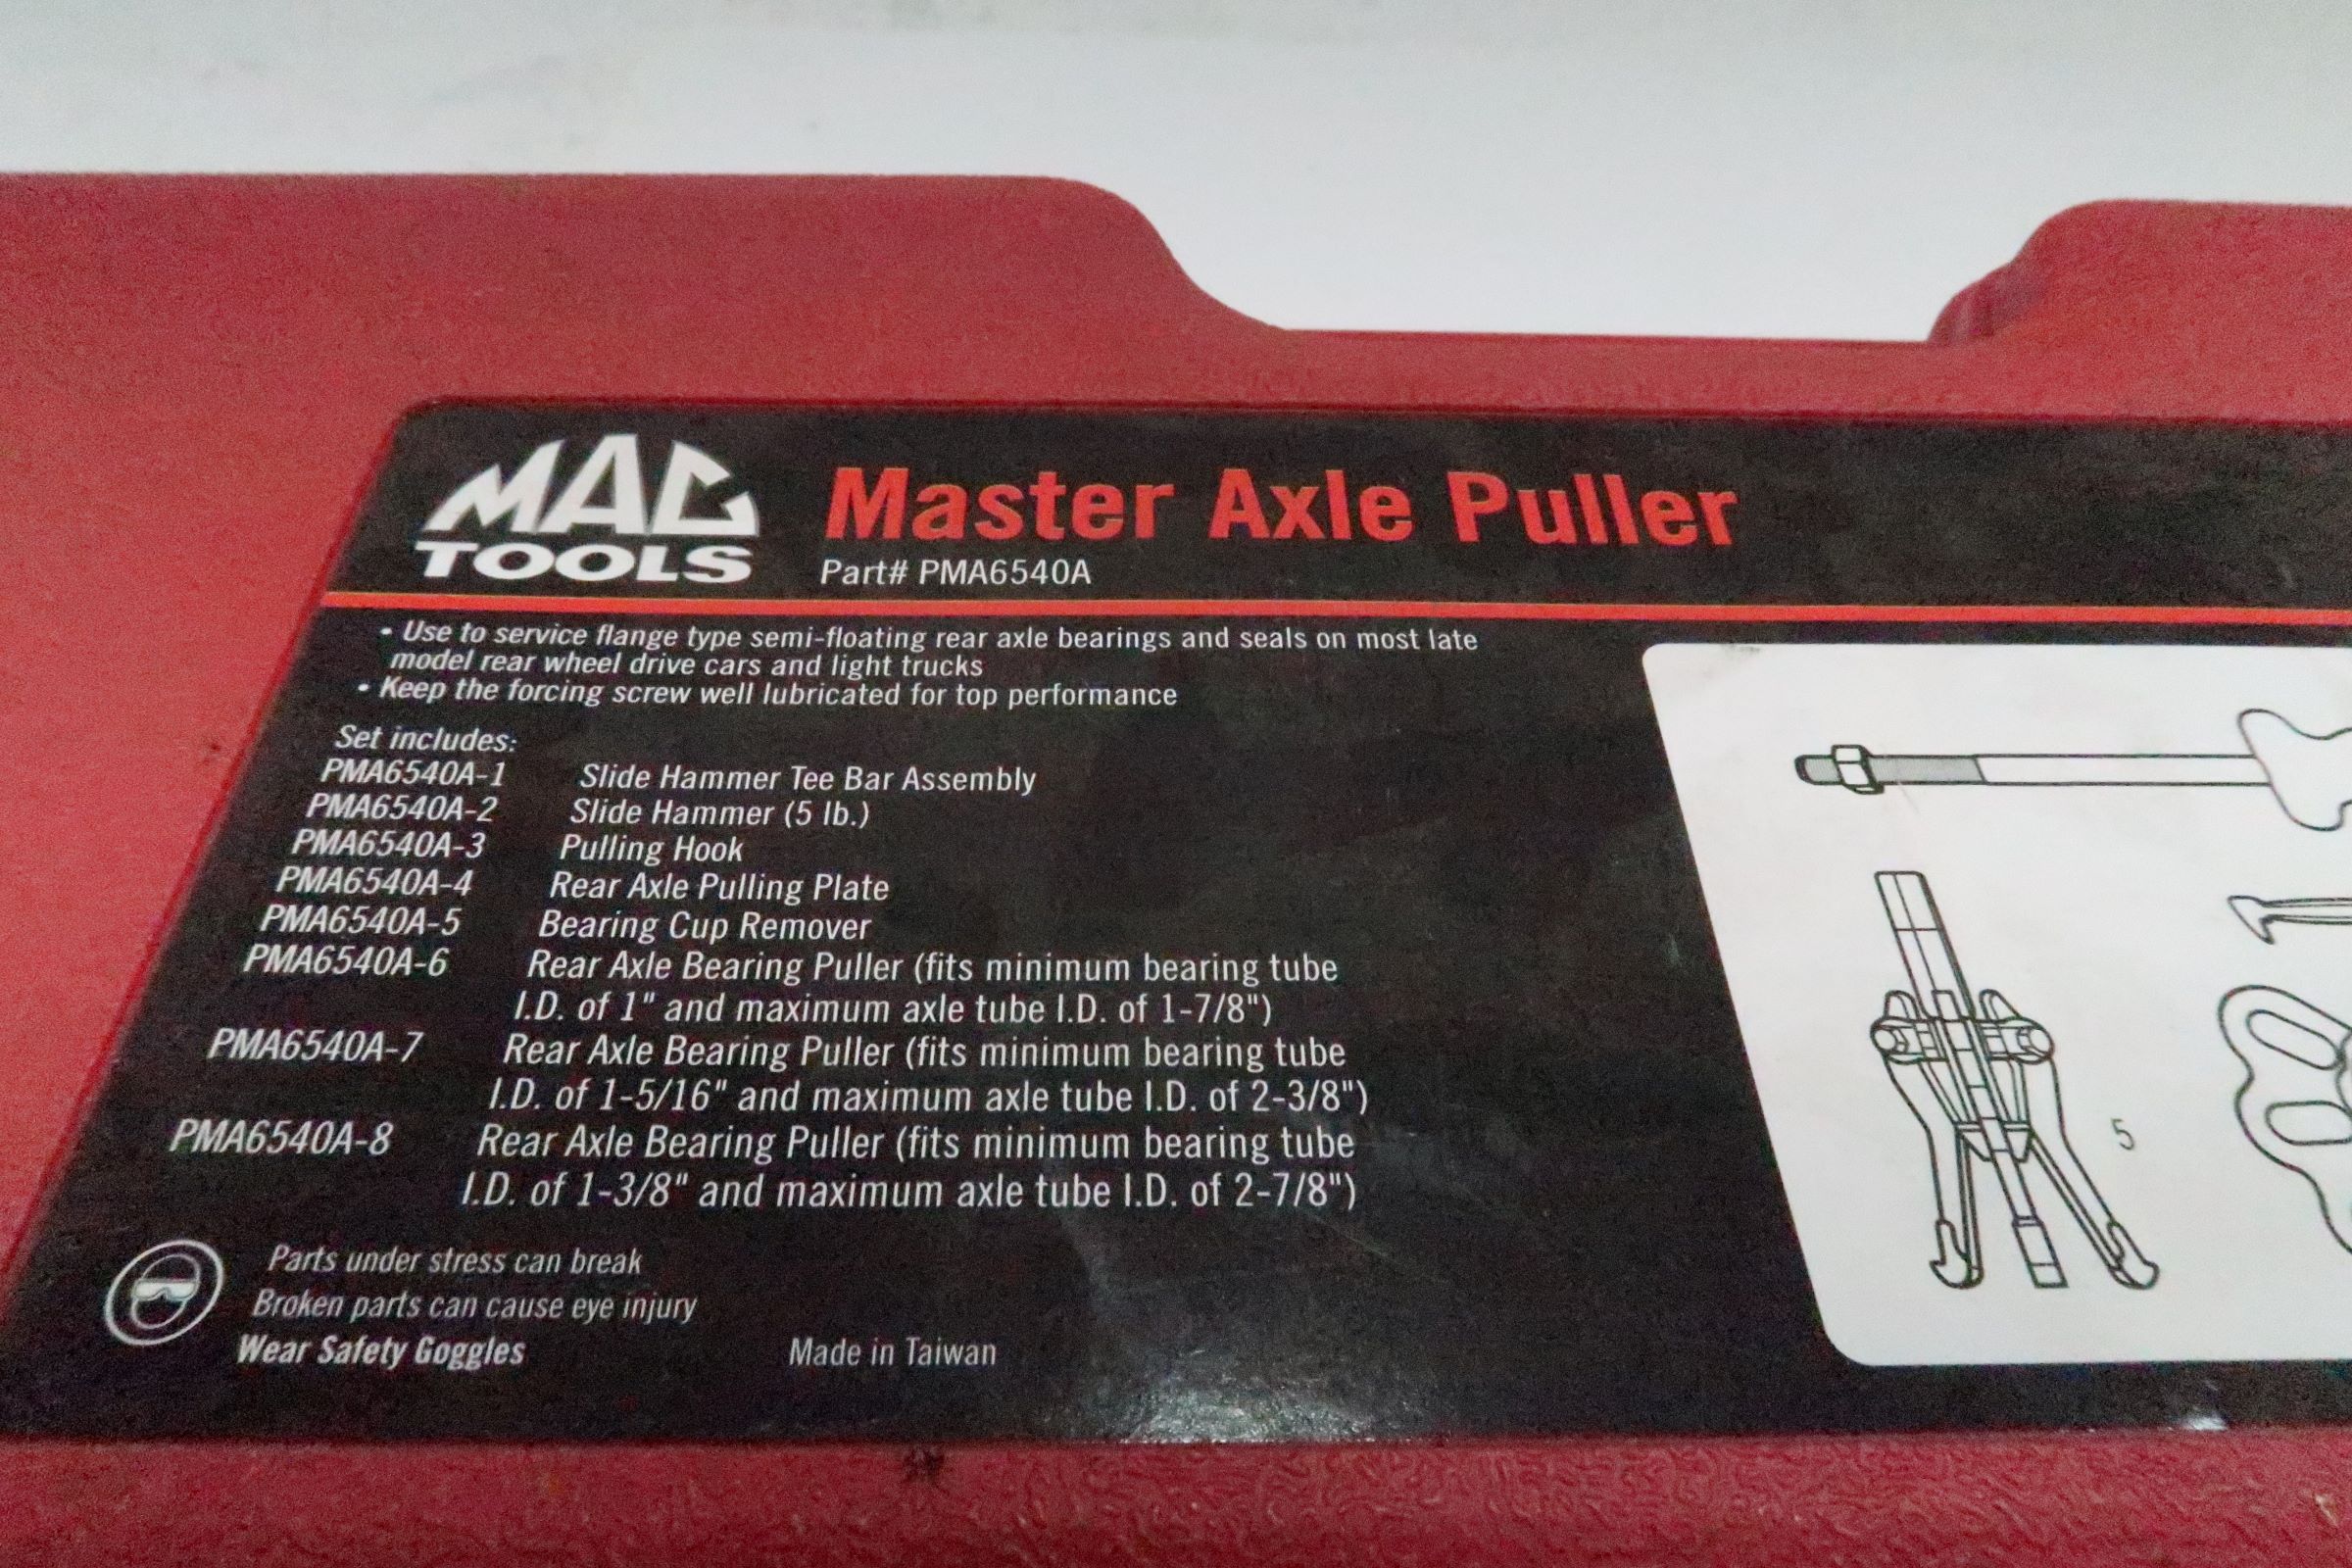 MAC TOOLS
Master Axle Puller
Part# PMA6540A
• Use to service flange type semi-floating rear axle bearings and seals on most late
model rear wheel drive cars and light trucks
• Keep the forcing screw well lubricated for top performance
Set includes:
PMA6540A-1 Slide Hammer Tee Bar Assembly
PMA6540A-2 Slide Hammer (5 lb.)
PMA6540A-3 Pulling Hook
PMA6540A-4 Rear Axle Pulling Plate
PMA6540A-5 Bearing Cup Remover
PMA6540A-6 Rear Axle Bearing Puller (fits minimum bearing tube
I.D. of 1" and maximum axle tube I.D. of 1-7/8")
PMA6540A-7 Rear Axle Bearing Puller (fits minimum bearing tube
I.D. of 1-5/16" and maximum axle tube I.D. of 2-3/8")
PMA6540A-8 Rear Axle Bearing Puller (fits minimum bearing tube
I.D. of 1-3/8" and maximum axle tube I.D. of 2-7/8")
Parts under stress can break
Broken parts can cause eye injury
Wear Safety Goggles
Made in Taiwan
5